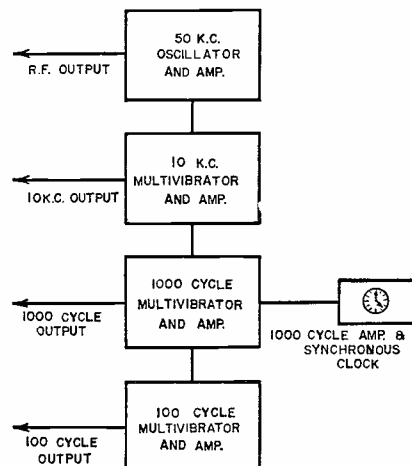 50 K.C.
OSCILLATOR
AND AMP.
R.F. OUTPUT
10 K.C.
MULTIVIBRATOR
AND AMP.
10K.C. OUTPUT
1000 CYCLE
MULTIVIBRATOR
AND AMP.
1000 CYCLE
OUTPUT
1000 CYCLE AMP. &
SYNCHRONOUS
CLOCK
100 CYCLE
MULTIVIBRATOR
AND AMP.
100 CYCLE
OUTPUT